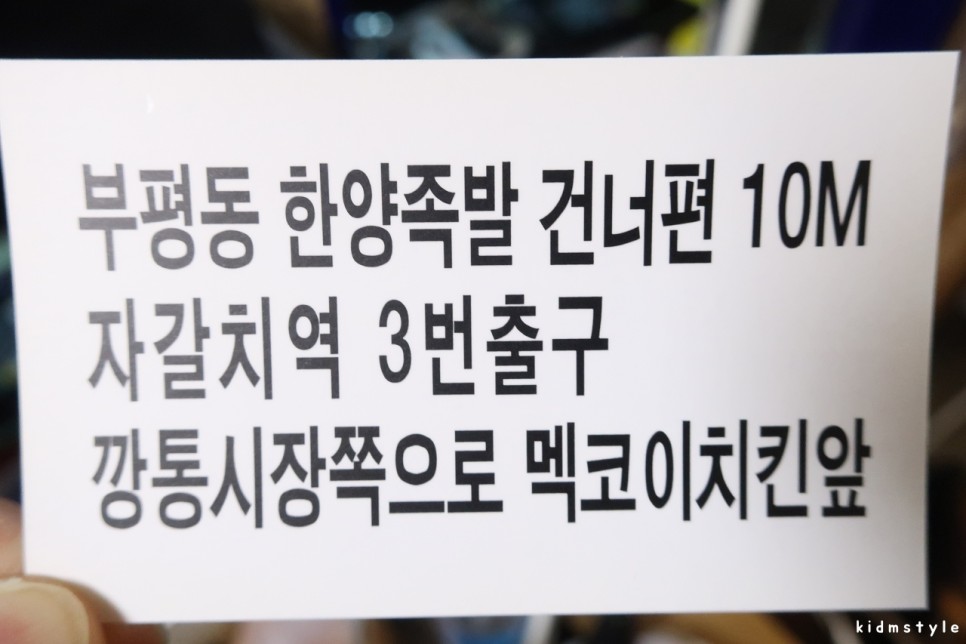 부평동 한양족발 건너편 10M
자갈치역 3번출구
깡통시장쪽으로 멕코이치킨앞
kidmstyle